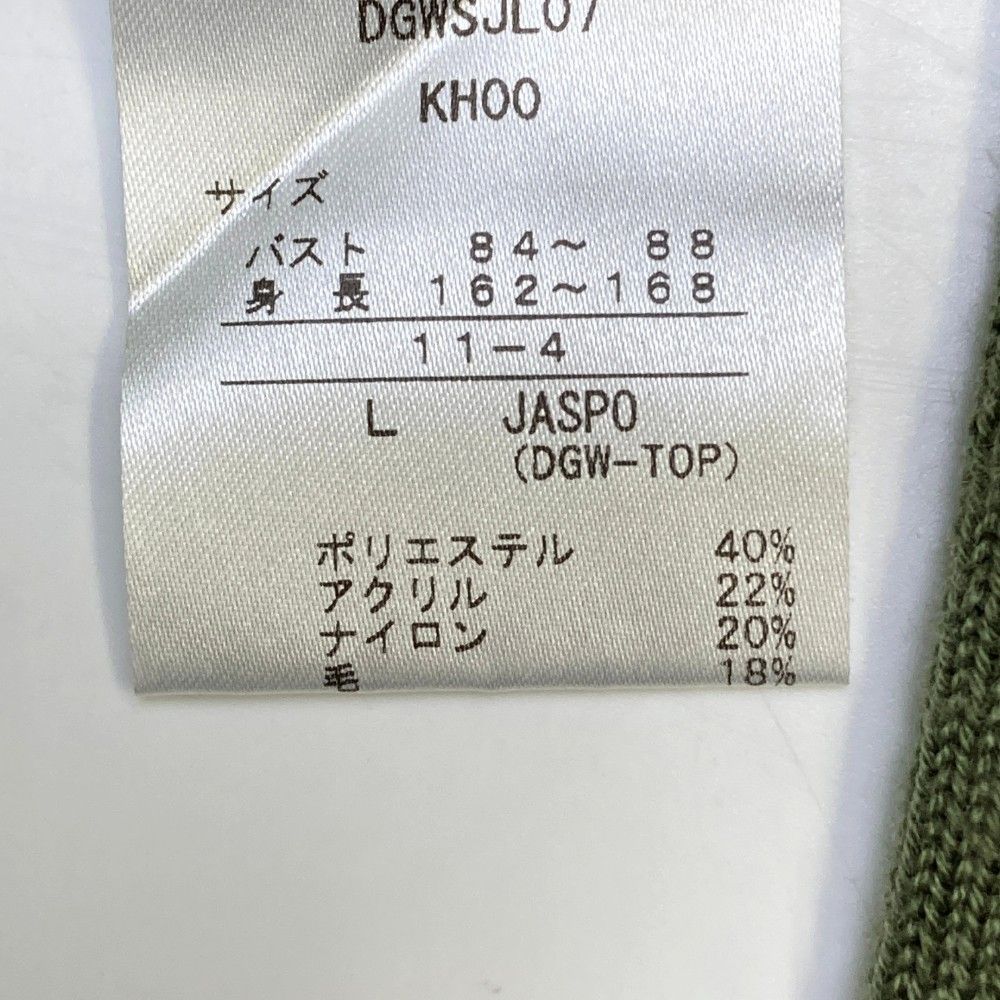 DGWSJL07
KH00
サイズ
バスト 84～ 88
身 長 162～168
11-4
L JASPO
(DGW-TOP)
ポリエステル 40%
アクリル 22%
ナイロン 20%
毛 18%